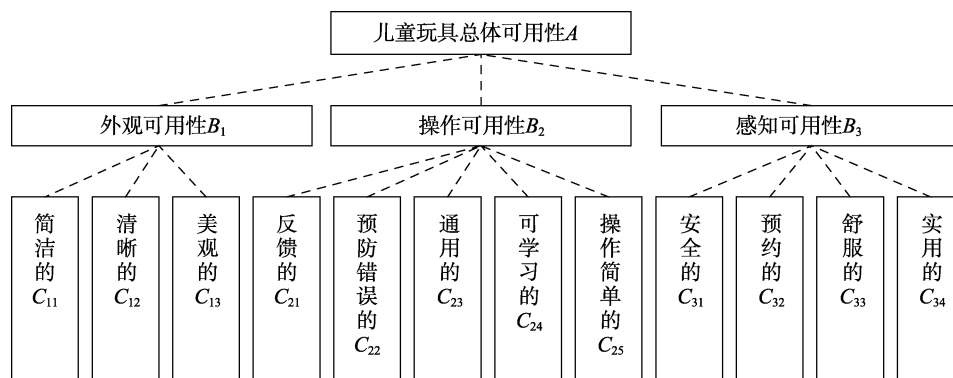 儿童玩具总体可用性A
外观可用性B₁
操作可用性B₂
感知可用性B₃
简洁的C₁₁
清晰的C₁₂
美观的C₁₃
反馈的C₂₁
预防错误的C₂₂
通用的C₂₃
可学习的C₂₄
操作简单的C₂₅
安全的C₃₁
预约的C₃₂
舒服的C₃₃
实用的C₃₄